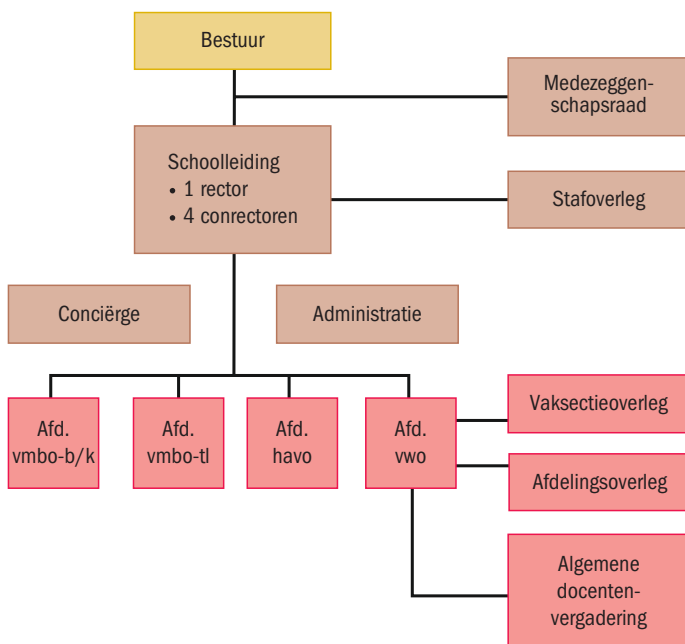 Bestuur
Medezeggen-
schapsraad
Schoolleiding
• 1 rector
• 4 conrectoren
Stafoverleg
Conciërge
Administratie
Afd.
vmbo-b/k
Afd.
vmbo-tl
Afd.
havo
Afd.
vwo
Vaksectieoverleg
Afdelingsoverleg
Algemene
docenten-
vergadering